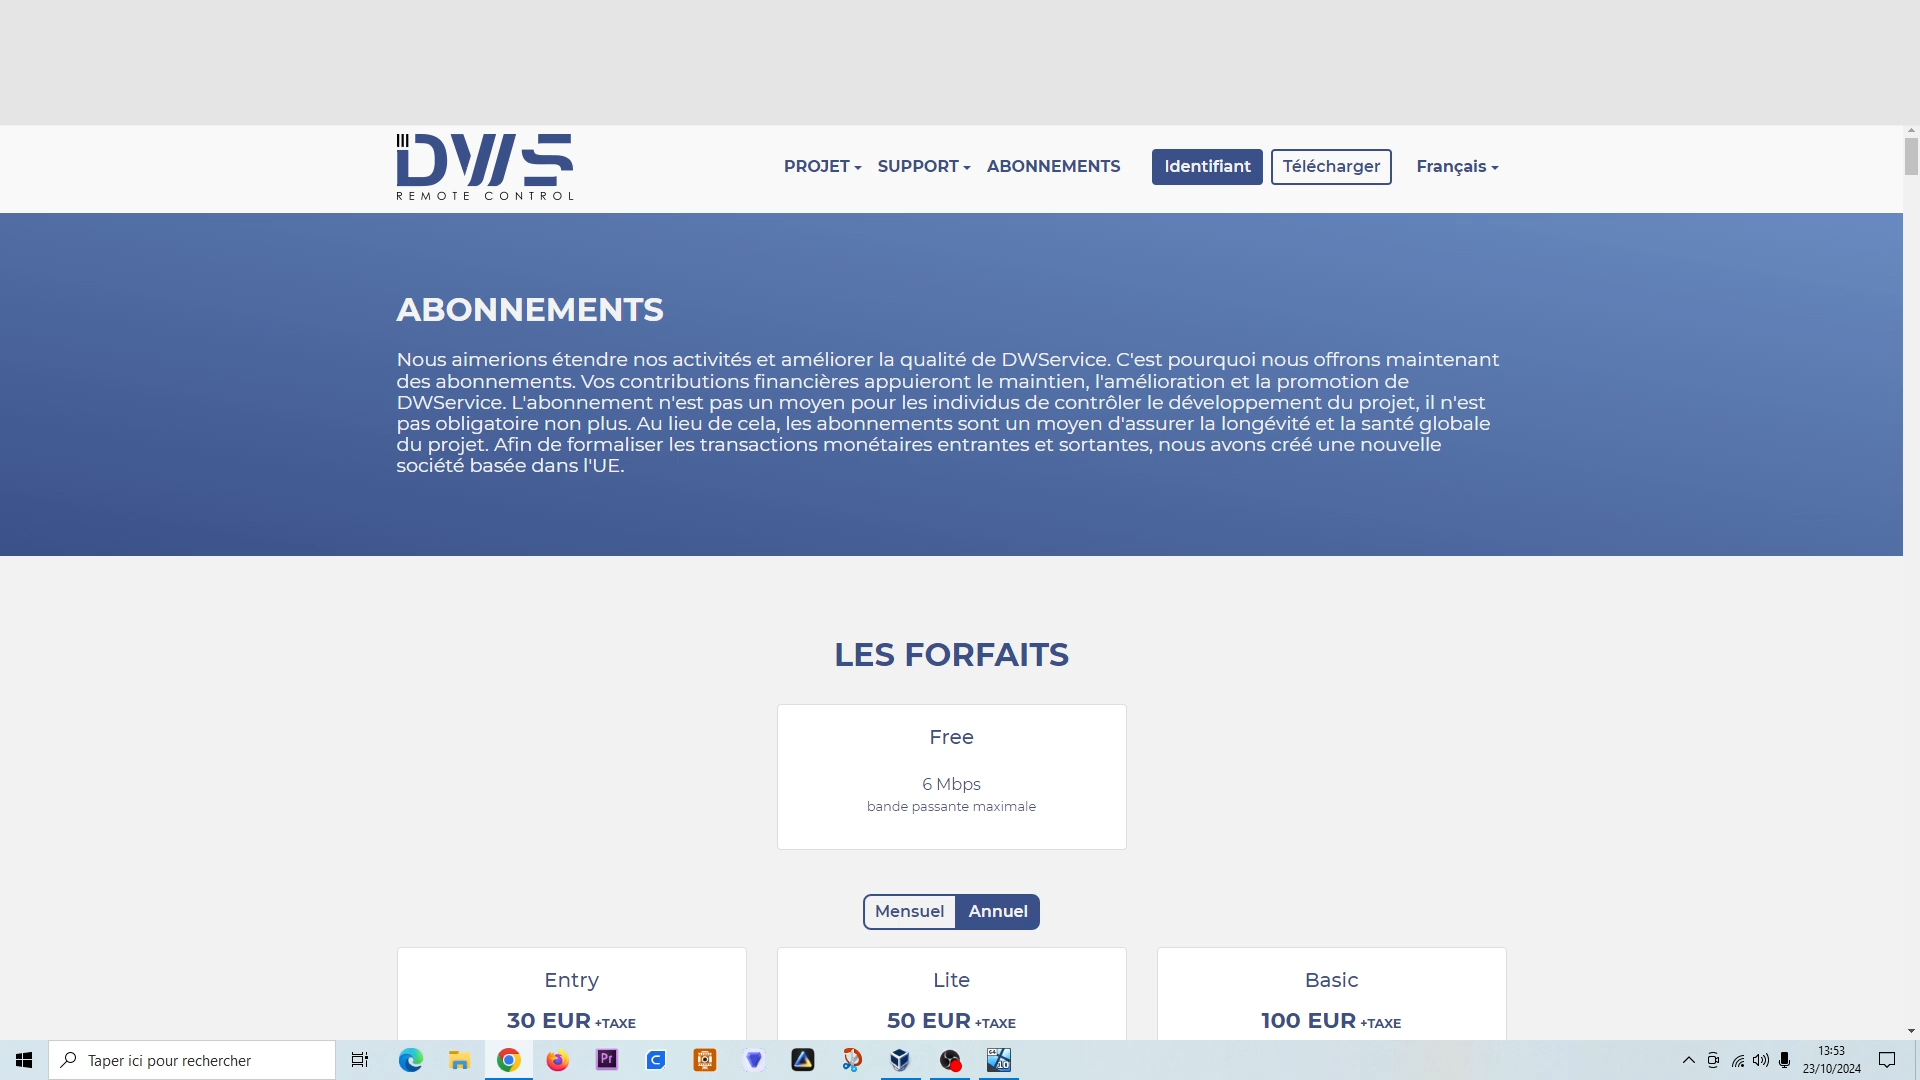 DWS
REMOTE CONTROL
PROJET
SUPPORT
ABONNEMENTS
Identifiant
Télécharger
Français
ABONNEMENTS
Nous aimerions étendre nos activités et améliorer la qualité de DWService. C'est pourquoi nous offrons maintenant
des abonnements. Vos contributions financières appuieront le maintien, l'amélioration et la promotion de
DWService. L'abonnement n'est pas un moyen pour les individus de contrôler le développement du projet, il n'est
pas obligatoire non plus. Au lieu de cela, les abonnements sont un moyen d'assurer la longévité et la santé globale
du projet. Afin de formaliser les transactions monétaires entrantes et sortantes, nous avons créé une nouvelle
société basée dans l'UE.
LES FORFAITS
Free
6 Mbps
bande passante maximale
Mensuel
Annuel
Entry
30 EUR +TAXE
Lite
50 EUR +TAXE
Basic
100 EUR +TAXE
Taper ici pour rechercher
Pr
C
13:53
23/10/2024